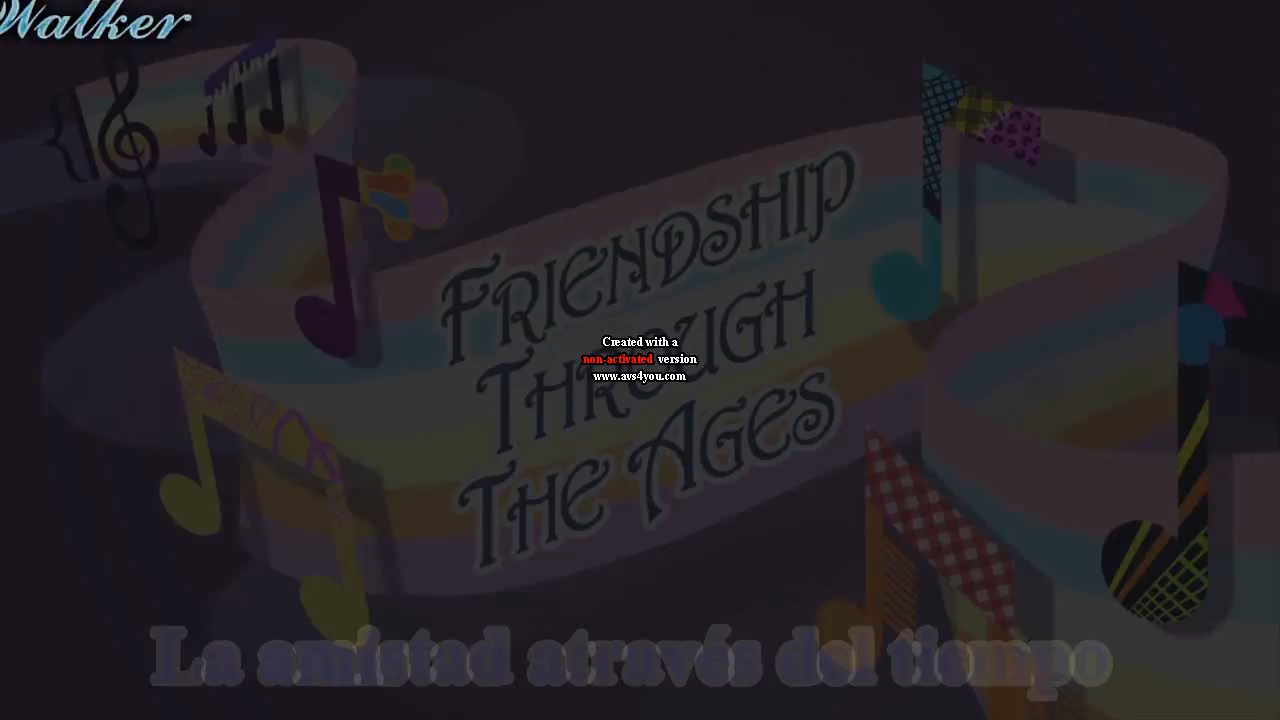 Walker
FRIENDSHIP
THROUGH
THE AGES
Created with a
non-activated version
www.avs4you.com
La amistad através del tiempo